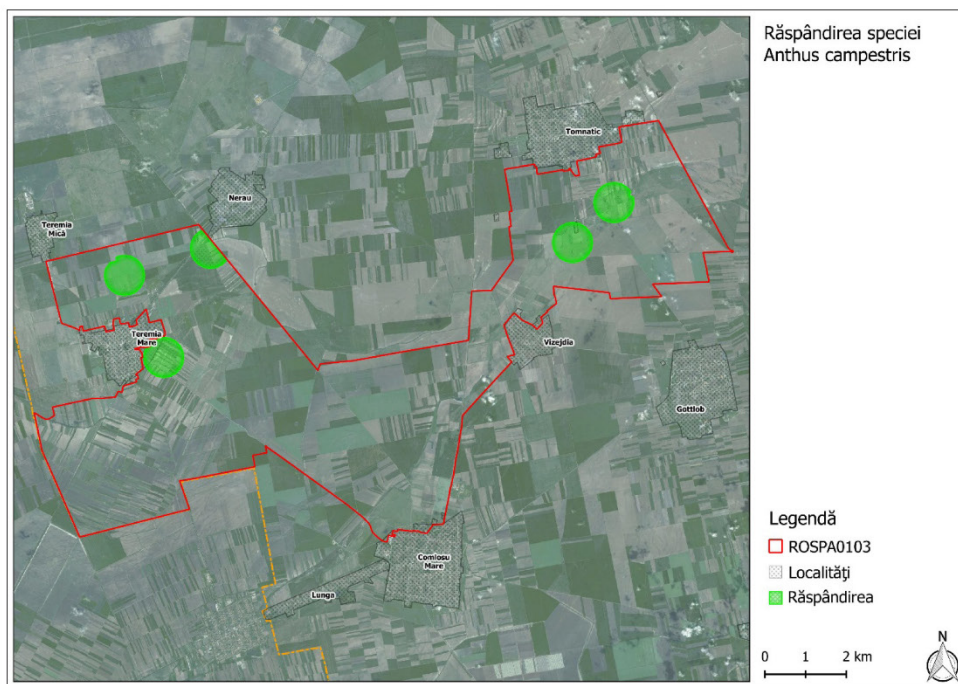 Răspândirea speciei
Anthus campestris
Tomnatic
Nerau
Teremia
Mică
Teremia
Mare
Vizejdia
Gottlob
Comlosu
Mare
Lunga
Legendă
ROSPA0103
Localități
Răspândirea
0 1 2 km
N